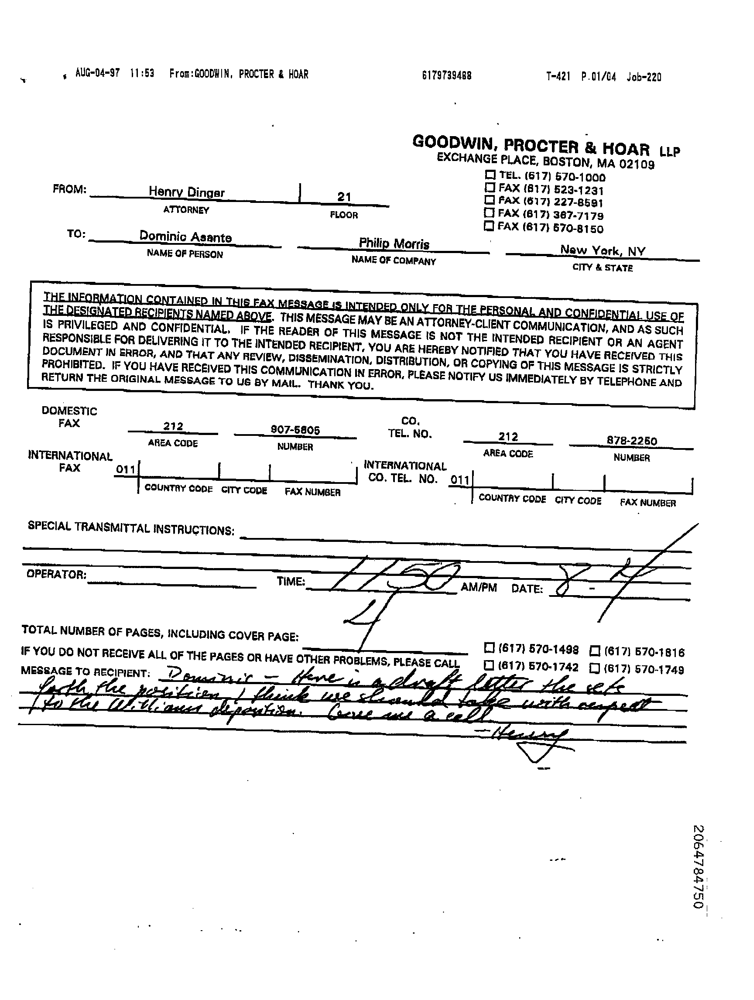 AUG-04-97 11:53 From:GOODWIN, PROCTER & HOAR 6179739488 T-421 P.01/04 Job-220
GOODWIN, PROCTER & HOAR LLP
EXCHANGE PLACE, BOSTON, MA 02109
☐ TEL. (617) 570-1000
☐ FAX (617) 523-1231
☐ FAX (617) 227-8591
☐ FAX (617) 367-7179
☐ FAX (617) 570-8150
FROM: Henry Dinger 21
ATTORNEY FLOOR
TO: Dominic Asante Philip Morris New York, NY
NAME OF PERSON NAME OF COMPANY CITY & STATE
THE INFORMATION CONTAINED IN THIS FAX MESSAGE IS INTENDED ONLY FOR THE PERSONAL AND CONFIDENTIAL USE OF
THE DESIGNATED RECIPIENTS NAMED ABOVE. THIS MESSAGE MAY BE AN ATTORNEY-CLIENT COMMUNICATION, AND AS SUCH
IS PRIVILEGED AND CONFIDENTIAL. IF THE READER OF THIS MESSAGE IS NOT THE INTENDED RECIPIENT OR AN AGENT
RESPONSIBLE FOR DELIVERING IT TO THE INTENDED RECIPIENT, YOU ARE HEREBY NOTIFIED THAT YOU HAVE RECEIVED THIS
DOCUMENT IN ERROR, AND THAT ANY REVIEW, DISSEMINATION, DISTRIBUTION, OR COPYING OF THIS MESSAGE IS STRICTLY
PROHIBITED. IF YOU HAVE RECEIVED THIS COMMUNICATION IN ERROR, PLEASE NOTIFY US IMMEDIATELY BY TELEPHONE AND
RETURN THE ORIGINAL MESSAGE TO US BY MAIL. THANK YOU.
DOMESTIC FAX 212 907-5805 CO. TEL. NO. 212 878-2250
AREA CODE NUMBER AREA CODE NUMBER
INTERNATIONAL FAX 011 INTERNATIONAL CO. TEL. NO. 011
COUNTRY CODE CITY CODE FAX NUMBER COUNTRY CODE CITY CODE FAX NUMBER
SPECIAL TRANSMITTAL INSTRUCTIONS:
OPERATOR: TIME: 1150 AM/PM DATE: 8-4
TOTAL NUMBER OF PAGES, INCLUDING COVER PAGE: 4
IF YOU DO NOT RECEIVE ALL OF THE PAGES OR HAVE OTHER PROBLEMS, PLEASE CALL ☐ (617) 570-1498 ☐ (617) 570-1816
☐ (617) 570-1742 ☐ (617) 570-1749
MESSAGE TO RECIPIENT: Dominic - Here is a draft letter the sets
forth the position I think we should take with respect
to the Williams deposition. Give me a call
-Henry
2064784750